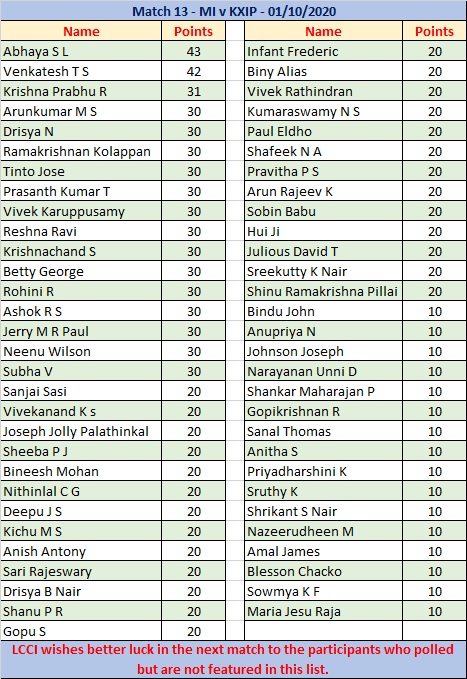 Match 13 - MI v KXIP - 01/10/2020
Name Points Name Points
Abhaya S L 43 Infant Frederic 20
Venkatesh T S 42 Biny Alias 20
Krishna Prabhu R 31 Vivek Rathindran 20
Arunkumar M S 30 Kumaraswamy N S 20
Drisya N 30 Paul Eldho 20
Ramakrishnan Kolappan 30 Shafeek N A 20
Tinto Jose 30 Pravitha P S 20
Prasanth Kumar T 30 Arun Rajeev K 20
Vivek Karuppusamy 30 Sobin Babu 20
Reshna Ravi 30 Hui Ji 20
Krishnachand S 30 Julious David T 20
Betty George 30 Sreekutty K Nair 20
Rohini R 30 Shinu Ramakrishna Pillai 20
Ashok R S 30 Bindu John 10
Jerry M R Paul 30 Anupriya N 10
Neenu Wilson 30 Johnson Joseph 10
Subha V 30 Narayanan Unni D 10
Sanjai Sasi 20 Shankar Maharajan P 10
Vivekanand K s 20 Gopikrishnan R 10
Joseph Jolly Palathinkal 20 Sanal Thomas 10
Sheeba P J 20 Anitha S 10
Bineesh Mohan 20 Priyadharshini K 10
Nithinlal C G 20 Sruthy K 10
Deepu J S 20 Shrikant S Nair 10
Kichu M S 20 Nazeerudheen M 10
Anish Antony 20 Amal James 10
Sari Rajeswary 20 Blesson Chacko 10
Drisya B Nair 20 Sowmya K F 10
Shanu P R 20 Maria Jesu Raja 10
Gopu S 20
LCCI wishes better luck in the next match to the participants who polled
but are not featured in this list.